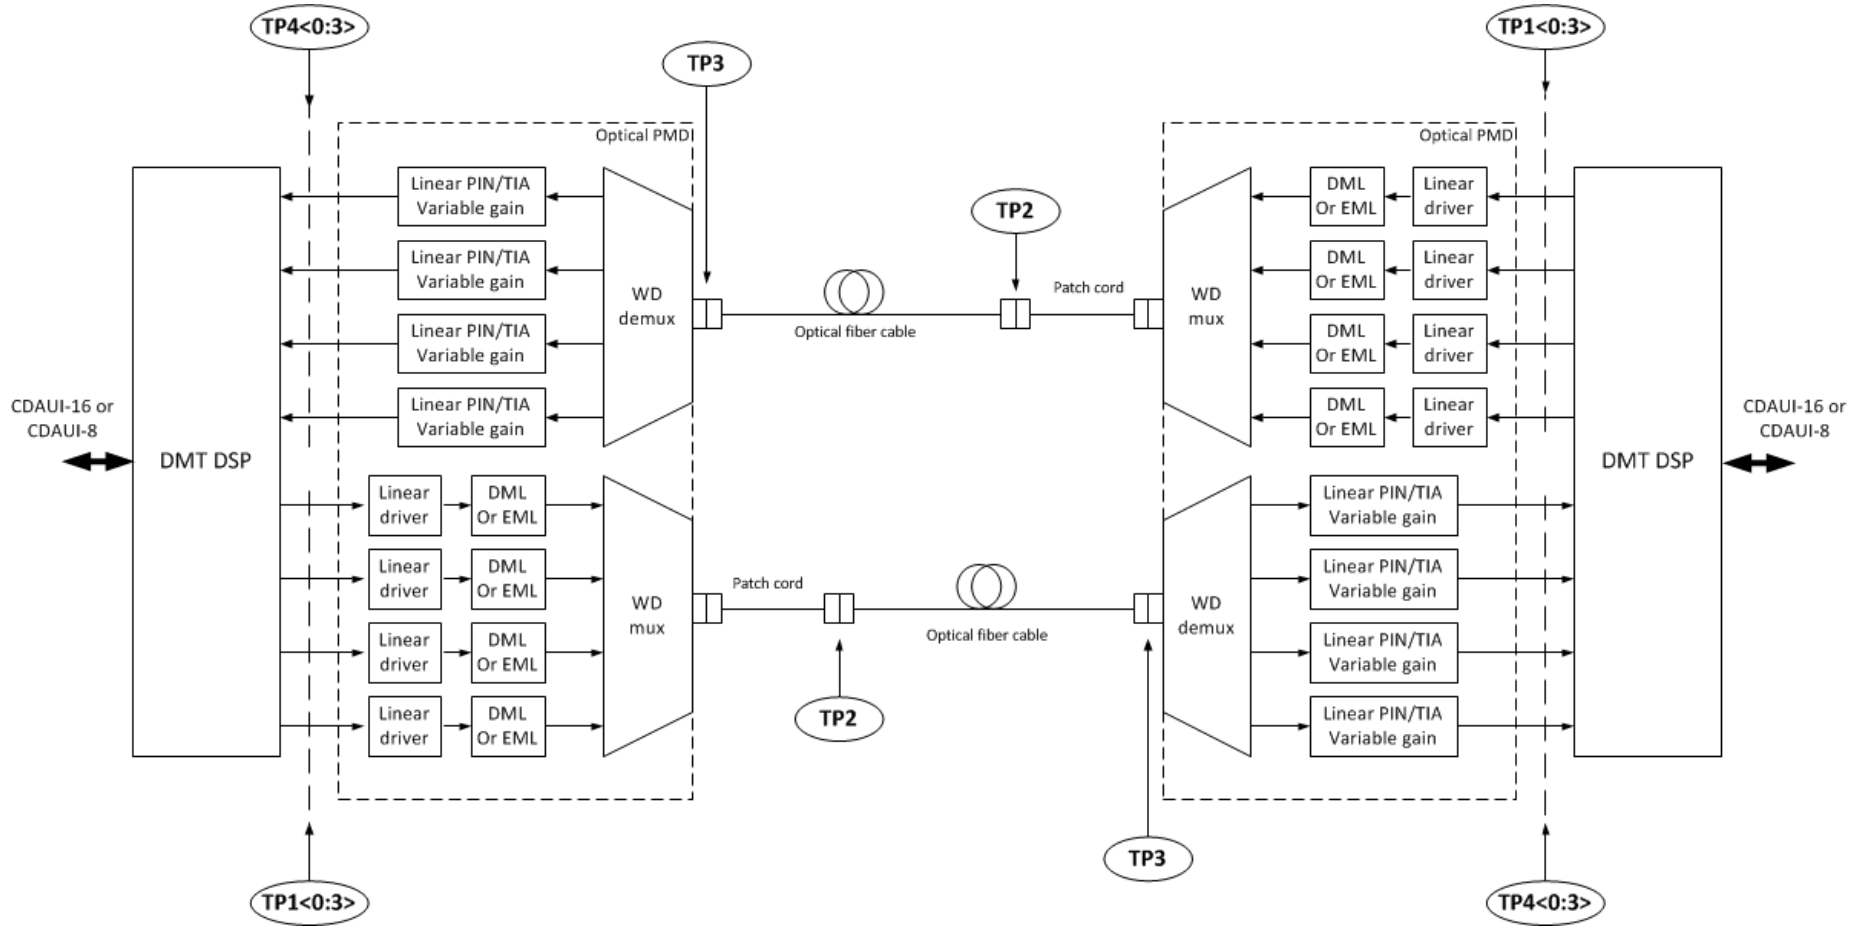 TP4<0:3>
TP1<0:3>
TP3
Optical PMD
Optical PMD
Linear PIN/TIA
Variable gain
DML
Or EML
Linear
driver
TP2
Linear PIN/TIA
Variable gain
DML
Or EML
Linear
driver
WD
demux
Patch cord
WD
mux
Optical fiber cable
Linear PIN/TIA
Variable gain
DML
Or EML
Linear
driver
Linear PIN/TIA
Variable gain
DML
Or EML
Linear
driver
CDAUI-16 or
CDAUI-8
CDAUI-16 or
CDAUI-8
DMT DSP
DMT DSP
Linear
driver
DML
Or EML
Linear PIN/TIA
Variable gain
Linear
driver
DML
Or EML
Linear PIN/TIA
Variable gain
WD
mux
Patch cord
Optical fiber cable
WD
demux
Linear
driver
DML
Or EML
Linear PIN/TIA
Variable gain
Linear
driver
DML
Or EML
Linear PIN/TIA
Variable gain
TP2
TP3
TP1<0:3>
TP4<0:3>